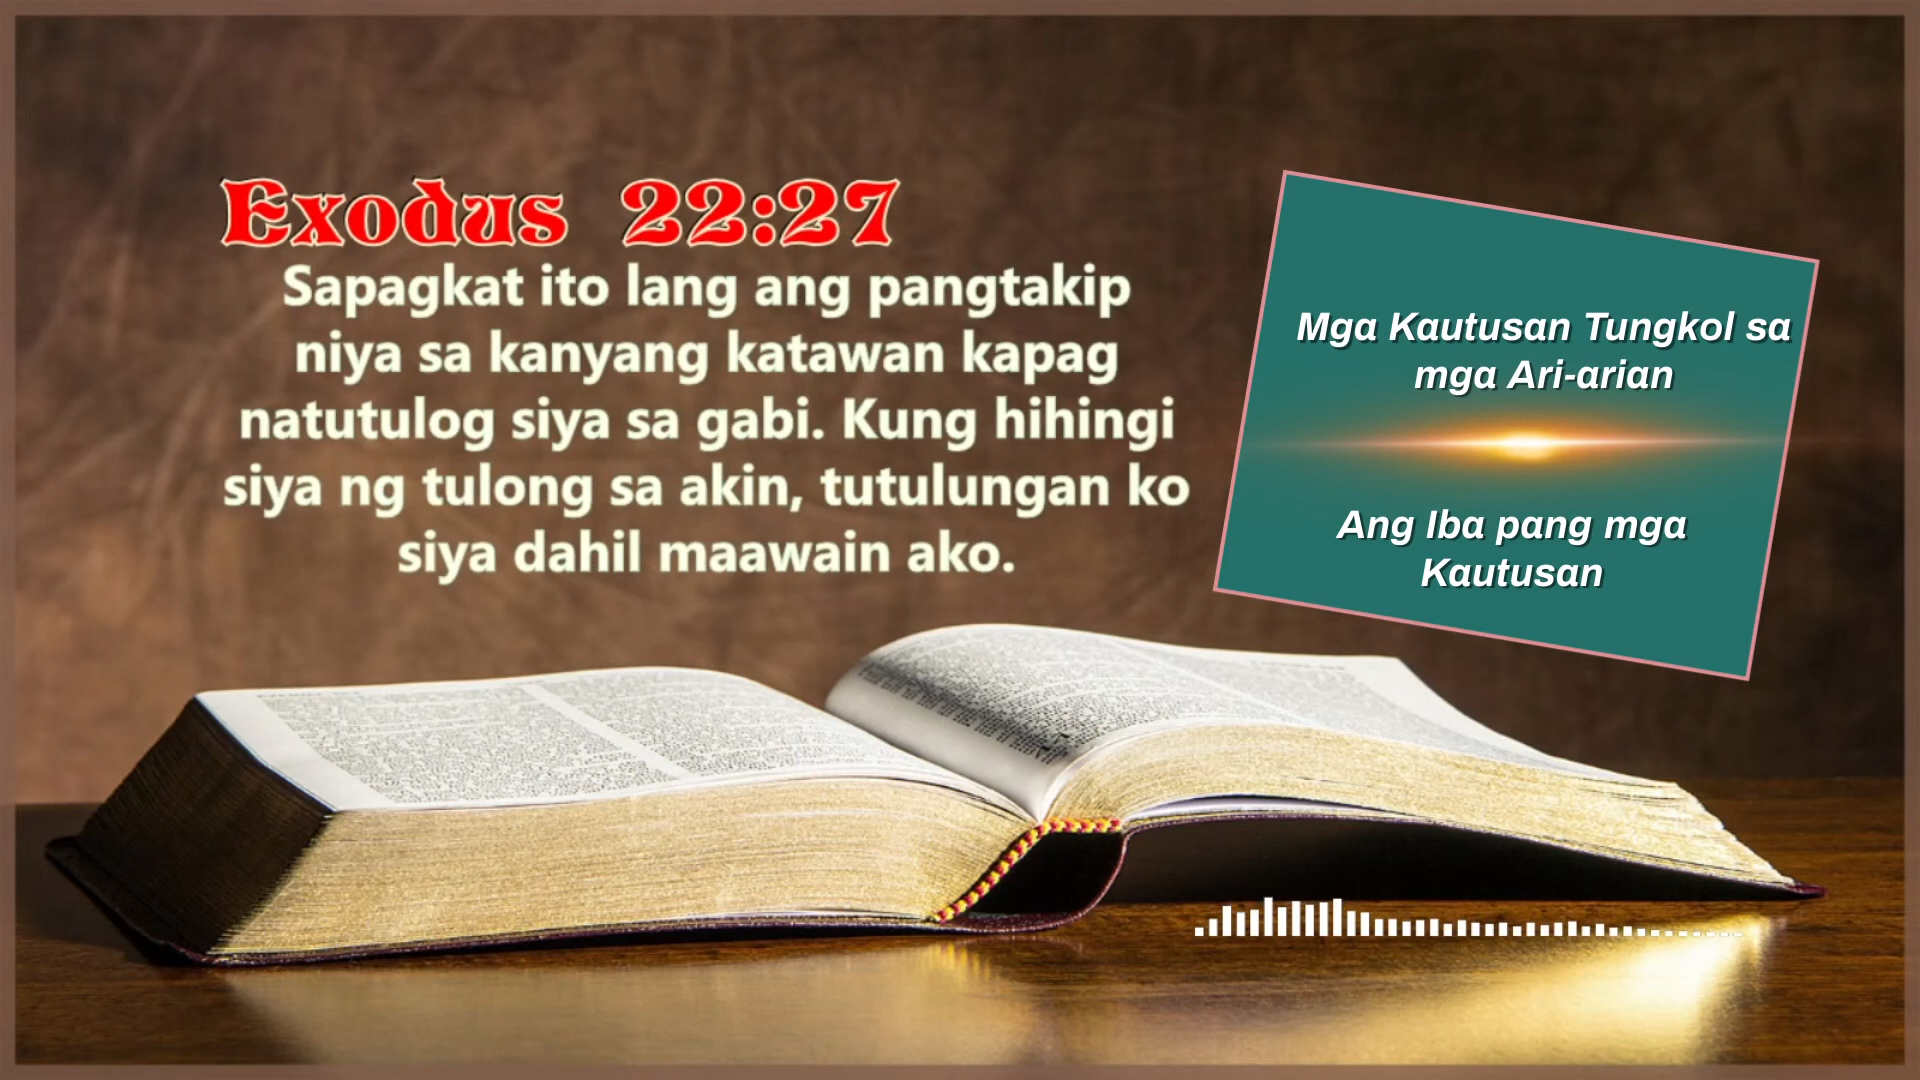 Exodus 22:27
Sapagkat ito lang ang pangtakip
niya sa kanyang katawan kapag
natutulog siya sa gabi. Kung hihingi
siya ng tulong sa akin, tutulungan ko
siya dahil maawain ako.
Mga Kautusan Tungkol sa
mga Ari-arian
Ang Iba pang mga
Kautusan